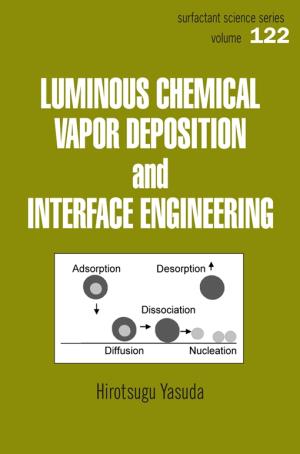 surfactant science series
volume 122
LUMINOUS CHEMICAL
VAPOR DEPOSITION
and
INTERFACE ENGINEERING
Adsorption Desorption
Dissociation
Diffusion Nucleation
Hirotsugu Yasuda